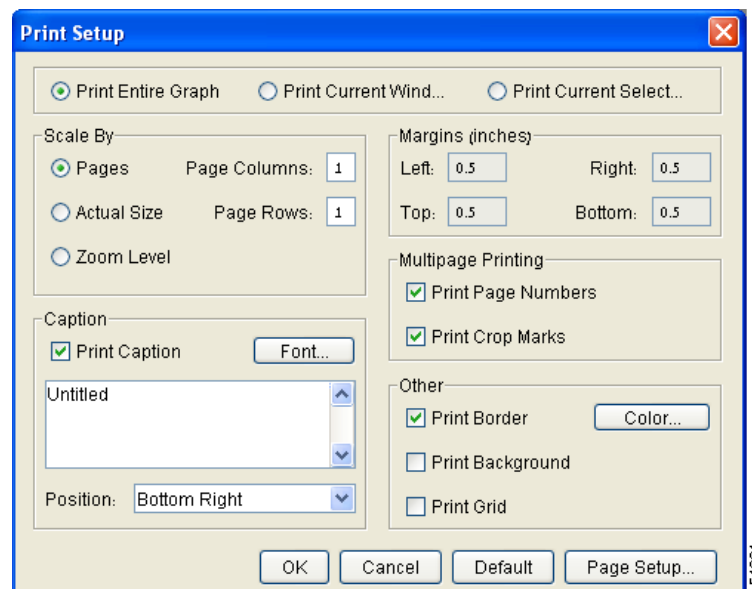 Print Setup
Print Entire Graph Print Current Wind... Print Current Select...
Scale By
Pages Page Columns: 1
Actual Size Page Rows: 1
Zoom Level
Caption
Print Caption Font...
Untitled
Position: Bottom Right
Margins (inches)
Left: 0.5 Right: 0.5
Top: 0.5 Bottom: 0.5
Multipage Printing
Print Page Numbers
Print Crop Marks
Other
Print Border Color...
Print Background
Print Grid
OK Cancel Default Page Setup...